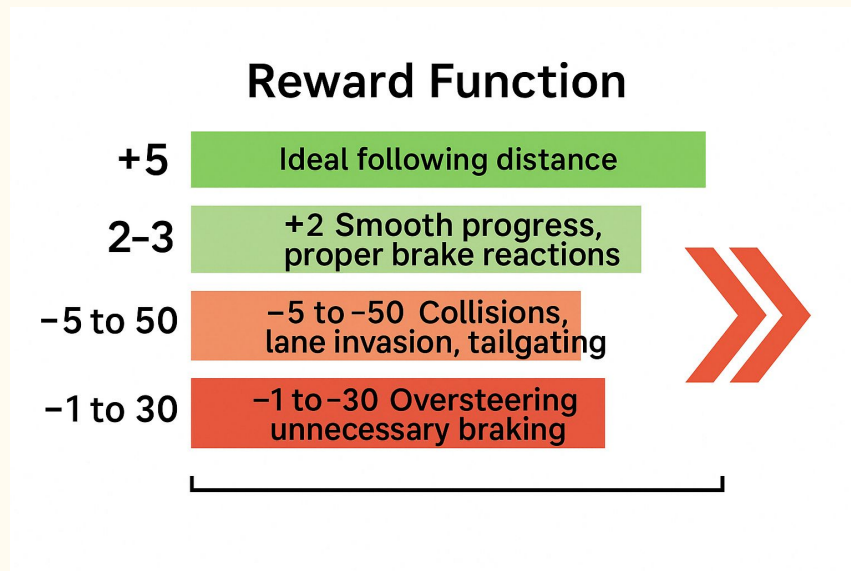 Reward Function
+5
Ideal following distance
2–3
+2 Smooth progress,
proper brake reactions
–5 to 50
–5 to –50 Collisions,
lane invasion, tailgating
–1 to 30
–1 to –30 Oversteering
unnecessary braking